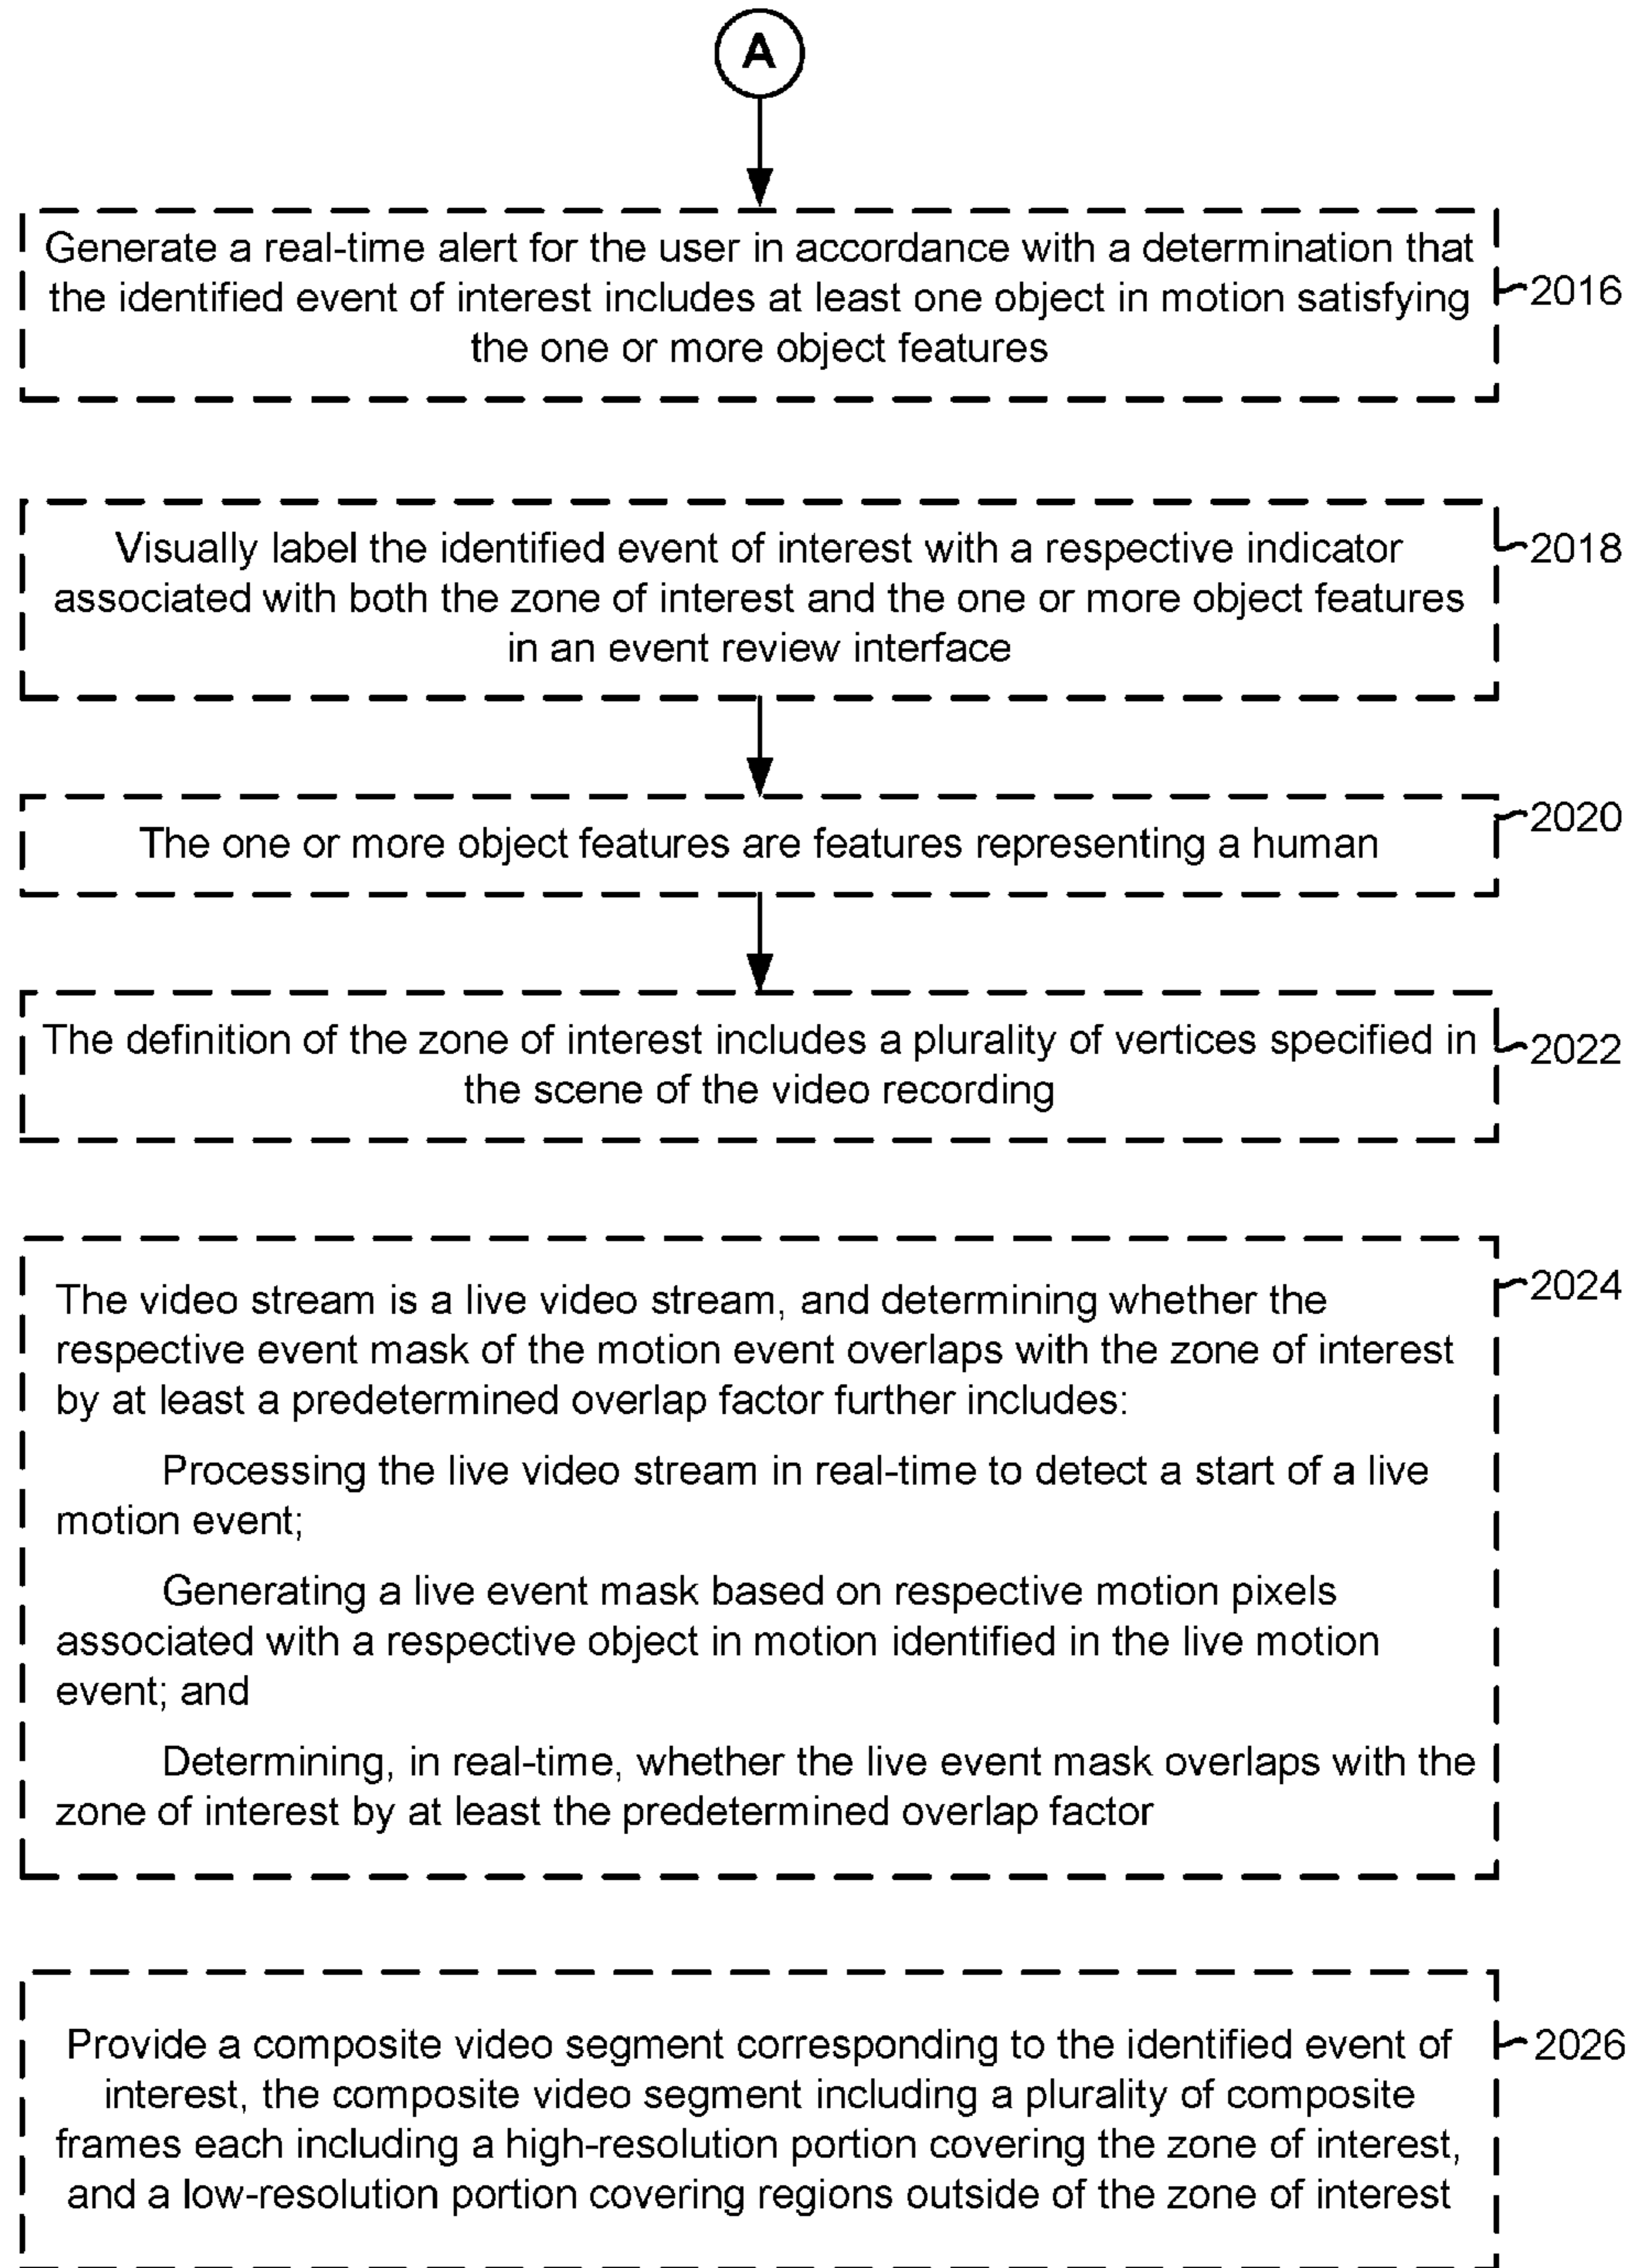 A
Generate a real-time alert for the user in accordance with a determination that
the identified event of interest includes at least one object in motion satisfying
the one or more object features
2016
Visually label the identified event of interest with a respective indicator
associated with both the zone of interest and the one or more object features
in an event review interface
2018
The one or more object features are features representing a human
2020
The definition of the zone of interest includes a plurality of vertices specified in
the scene of the video recording
2022
The video stream is a live video stream, and determining whether the
respective event mask of the motion event overlaps with the zone of interest
by at least a predetermined overlap factor further includes:
Processing the live video stream in real-time to detect a start of a live
motion event;
Generating a live event mask based on respective motion pixels
associated with a respective object in motion identified in the live motion
event; and
Determining, in real-time, whether the live event mask overlaps with the
zone of interest by at least the predetermined overlap factor
2024
Provide a composite video segment corresponding to the identified event of
interest, the composite video segment including a plurality of composite
frames each including a high-resolution portion covering the zone of interest,
and a low-resolution portion covering regions outside of the zone of interest
2026